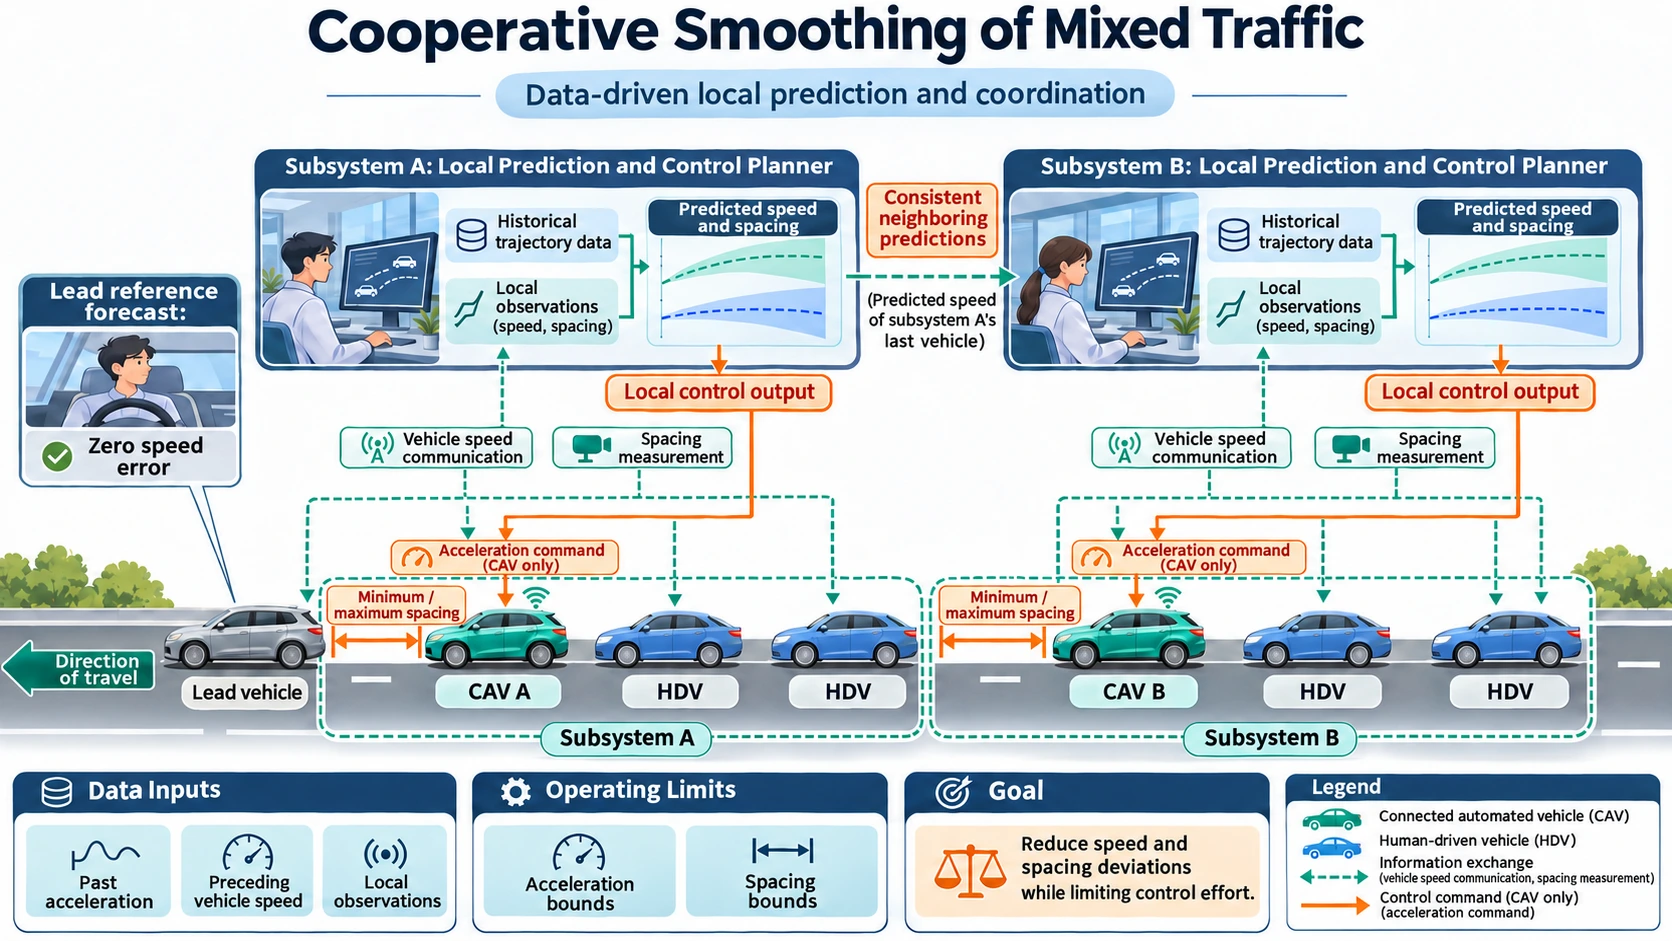 Cooperative Smoothing of Mixed Traffic
Data-driven local prediction and coordination
Subsystem A: Local Prediction and Control Planner
Historical
trajectory data
Local
observations
(speed, spacing)
Predicted speed
and spacing
Consistent
neighboring
predictions
(Predicted speed
of subsystem A's
last vehicle)
Subsystem B: Local Prediction and Control Planner
Historical
trajectory data
Local
observations
(speed, spacing)
Predicted speed
and spacing
Lead reference
forecast:
Zero speed
error
Local control output
Vehicle speed
communication
Spacing
measurement
Local control output
Vehicle speed
communication
Spacing
measurement
Acceleration command
(CAV only)
Minimum /
maximum spacing
Acceleration command
(CAV only)
Minimum /
maximum spacing
Direction
of travel
Lead vehicle
CAV A
HDV
HDV
CAV B
HDV
HDV
Subsystem A
Subsystem B
Data Inputs
Past
acceleration
Preceding
vehicle speed
Local
observations
Operating Limits
Acceleration
bounds
Spacing
bounds
Goal
Reduce speed and
spacing deviations
while limiting control effort.
Legend
Connected automated vehicle (CAV)
Human-driven vehicle (HDV)
Information exchange
(vehicle speed communication, spacing measurement)
Control command (CAV only)
(acceleration command)